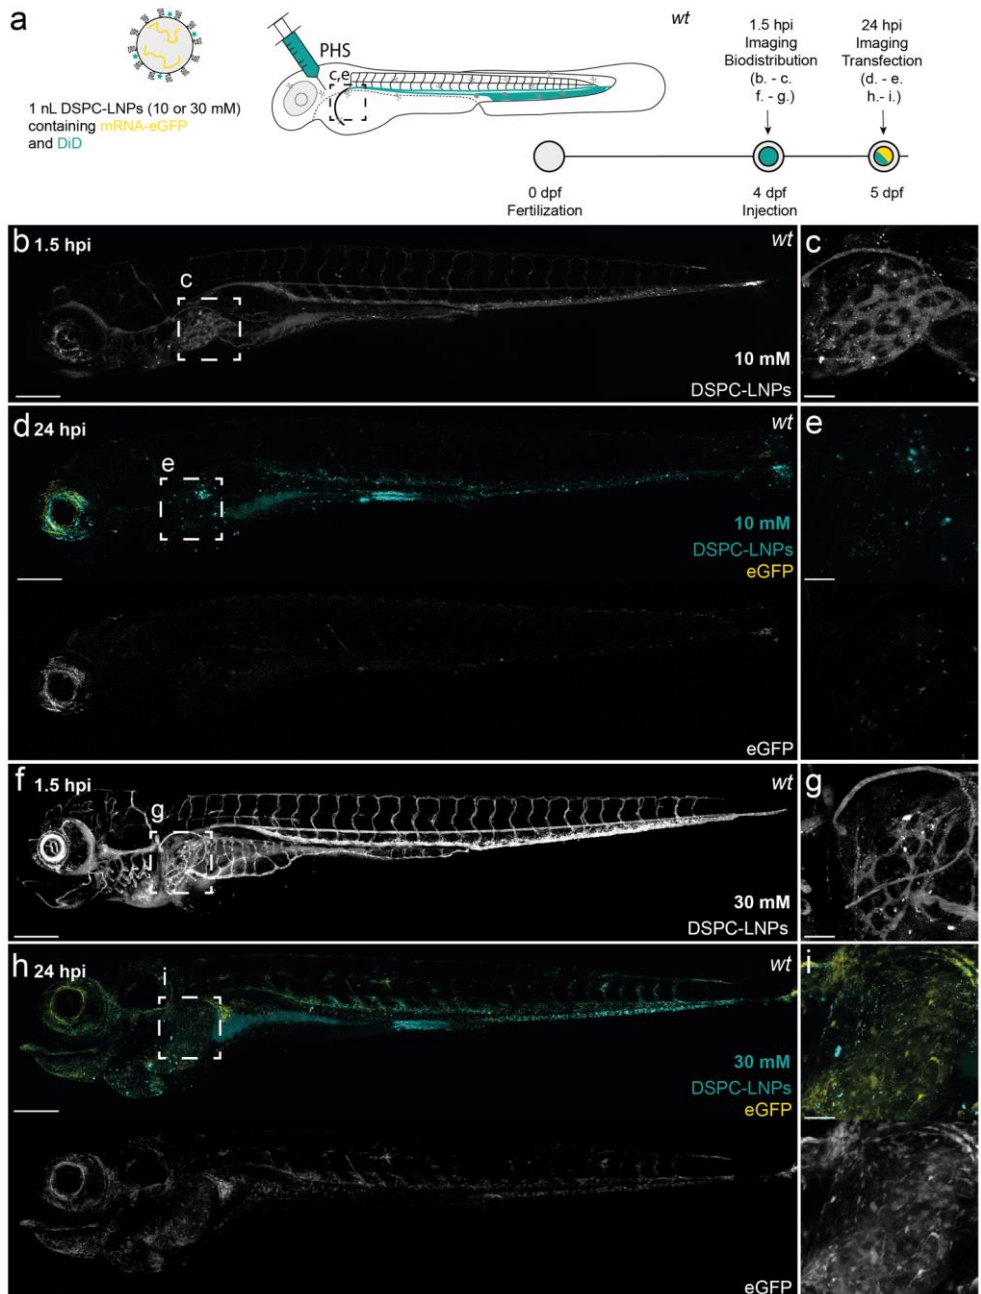 a
1 nL DSPC-LNPs (10 or 30 mM)
containing mRNA-eGFP
and DiD
PHS
c,e
wt
1.5 hpi
Imaging
Biodistribution
(b. - c.
f. - g.)
24 hpi
Imaging
Transfection
(d. - e.
h.- i.)
0 dpf
Fertilization
4 dpf
Injection
5 dpf
b 1.5 hpi
wt
c
10 mM
DSPC-LNPs
c
d 24 hpi
wt
e
10 mM
DSPC-LNPs
eGFP
eGFP
e
f 1.5 hpi
wt
g
30 mM
DSPC-LNPs
g
h 24 hpi
wt
i
30 mM
DSPC-LNPs
eGFP
eGFP
i